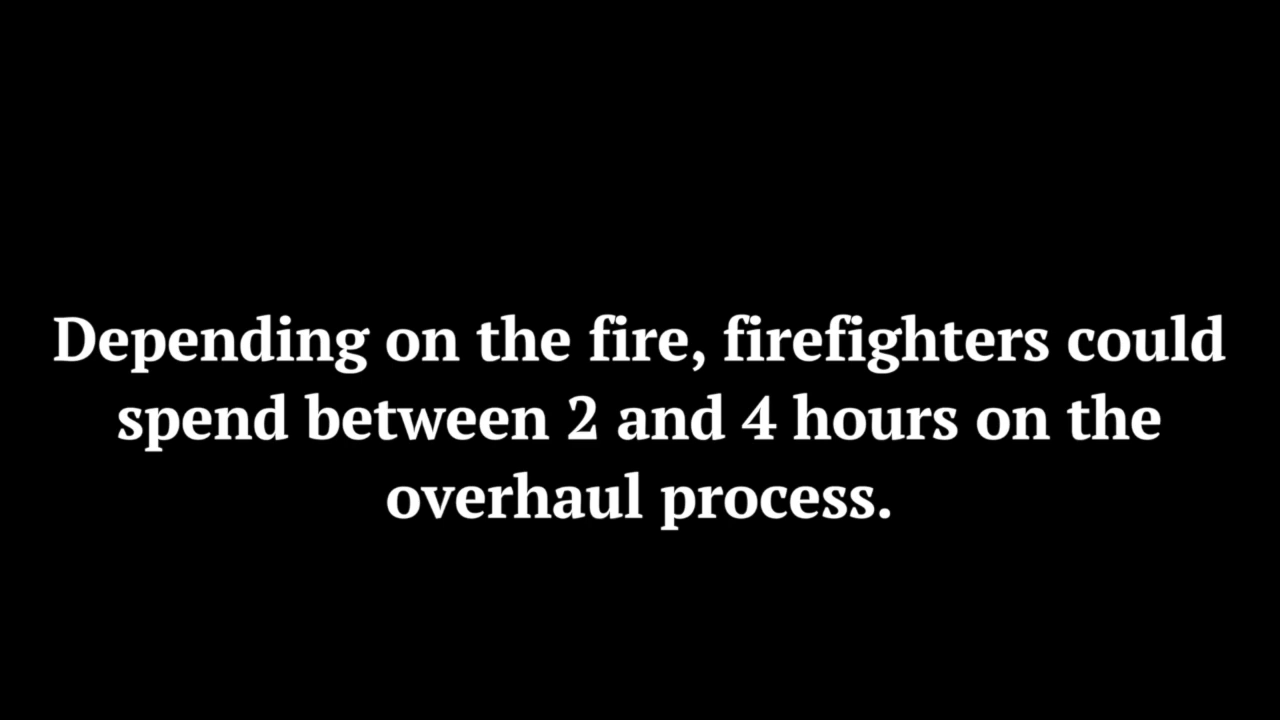 Depending on the fire, firefighters could
spend between 2 and 4 hours on the
overhaul process.